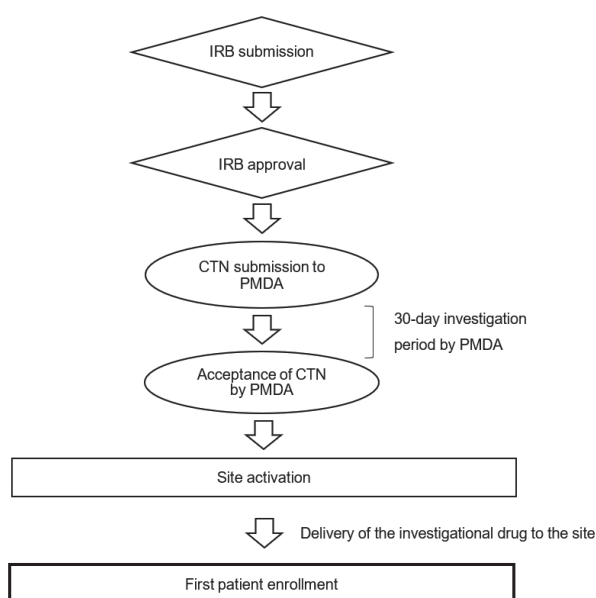 IRB submission
IRB approval
CTN submission to
PMDA
30-day investigation
period by PMDA
Acceptance of CTN
by PMDA
Site activation
Delivery of the investigational drug to the site
First patient enrollment